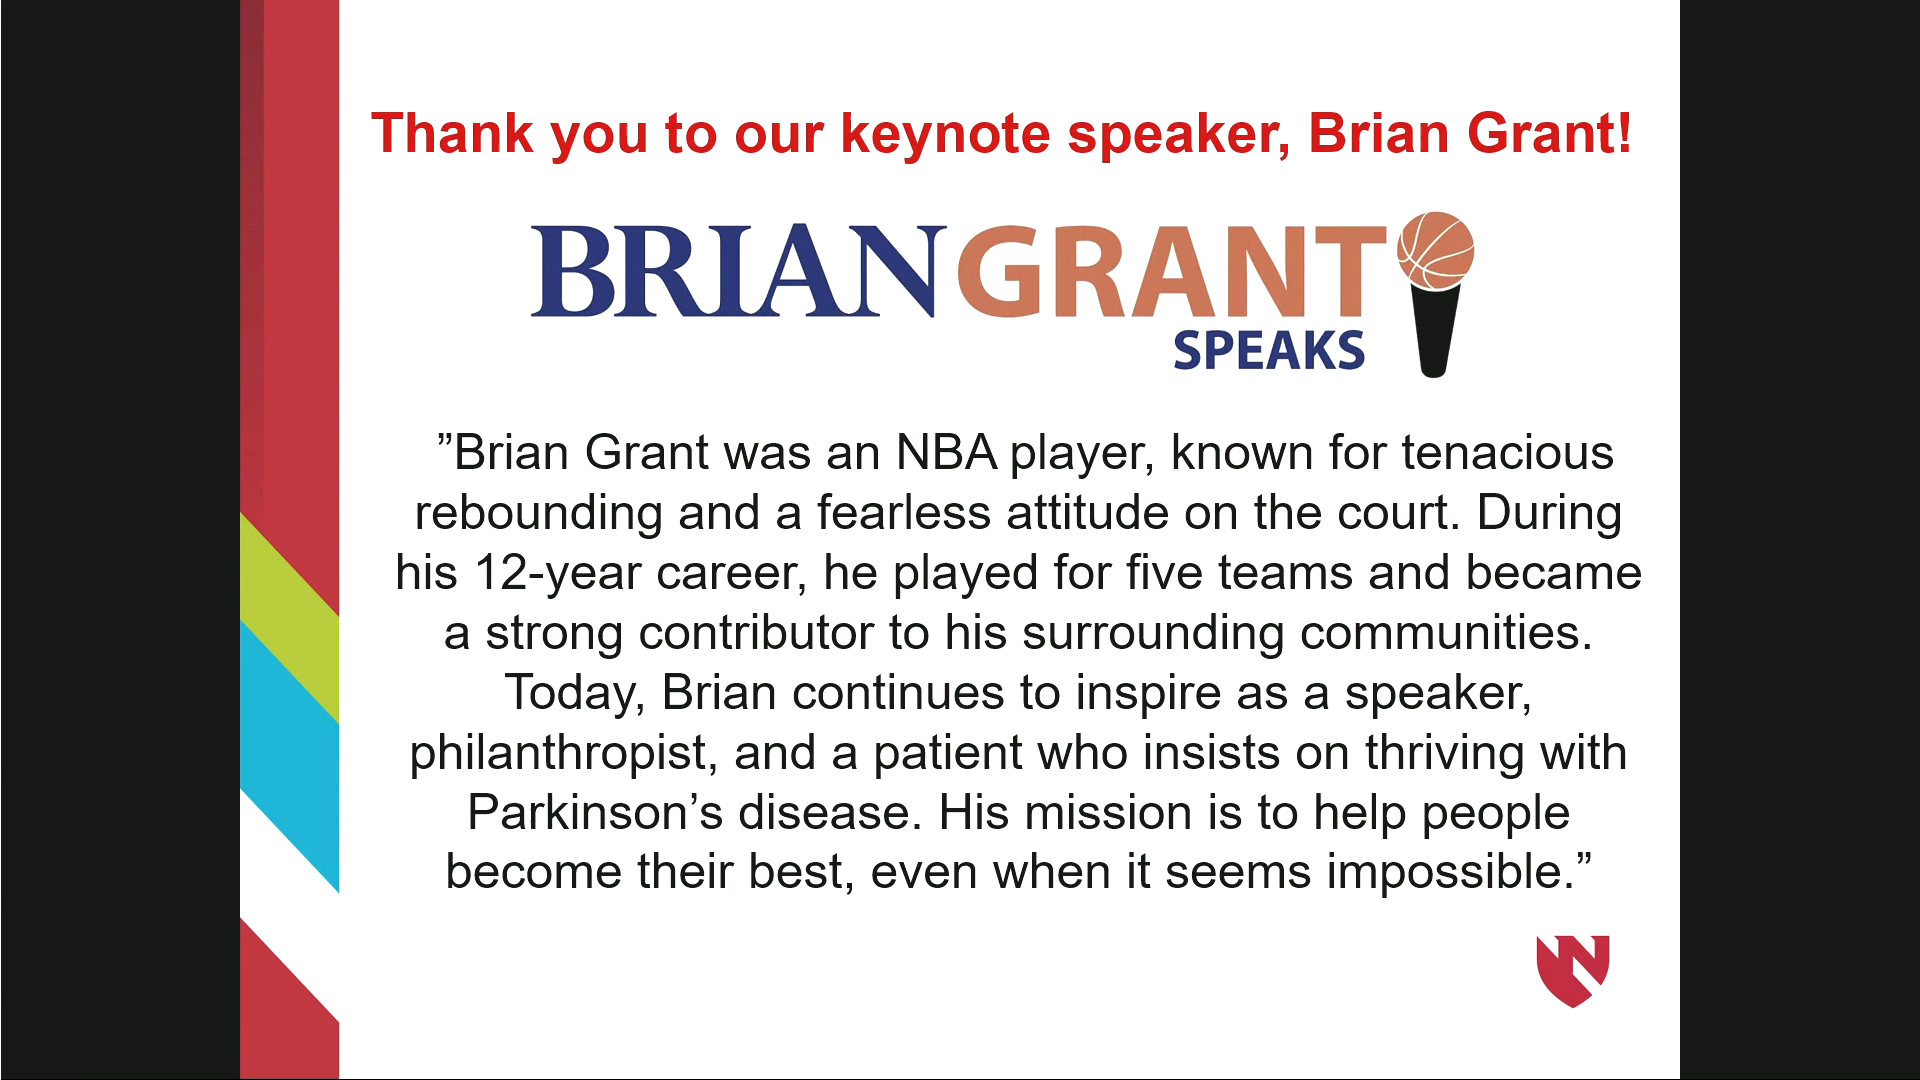 Thank you to our keynote speaker, Brian Grant!
BRIANGRANT
SPEAKS
”Brian Grant was an NBA player, known for tenacious
rebounding and a fearless attitude on the court. During
his 12-year career, he played for five teams and became
a strong contributor to his surrounding communities.
Today, Brian continues to inspire as a speaker,
philanthropist, and a patient who insists on thriving with
Parkinson’s disease. His mission is to help people
become their best, even when it seems impossible.”
N